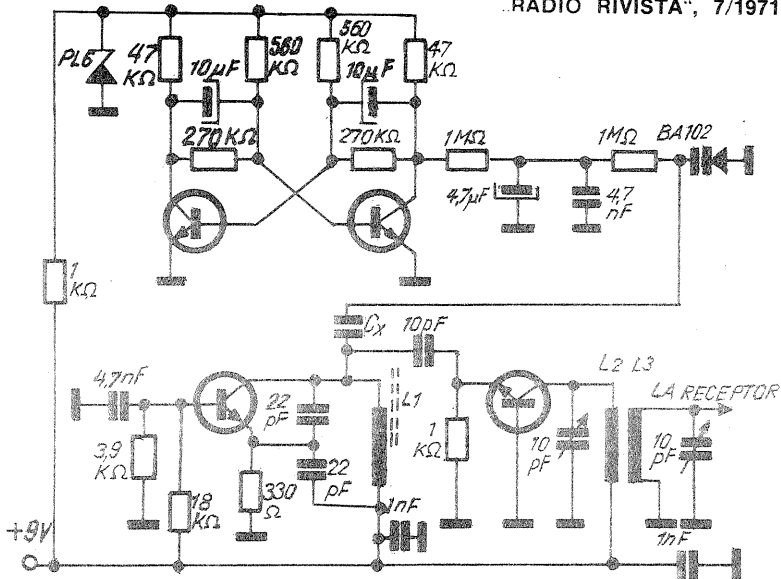 „RADIO RIVISTA", 7/1971
PL6
47 KΩ
560 KΩ
560 KΩ
47 KΩ
10µF
10µF
270KΩ
270KΩ
1MΩ
1MΩ
BA102
4,7µF
4,7 nF
1 KΩ
Cx
10pF
4,7nF
22 pF
L1
L2 L3
LA RECEPTOR
3,9 KΩ
18 KΩ
330 Ω
22 pF
1nF
1 KΩ
10 pF
10 pF
1nF
+9V